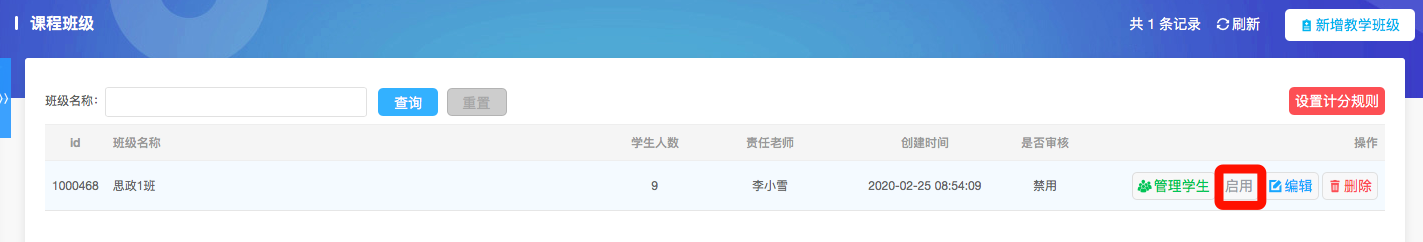 课程班级
共 1 条记录 刷新 新增教学班级
班级名称： 查询 重置 设置计分规则
id 班级名称 学生人数 责任老师 创建时间 是否审核 操作
1000468 思政1班 9 李小雪 2020-02-25 08:54:09 禁用 管理学生 启用 编辑 删除